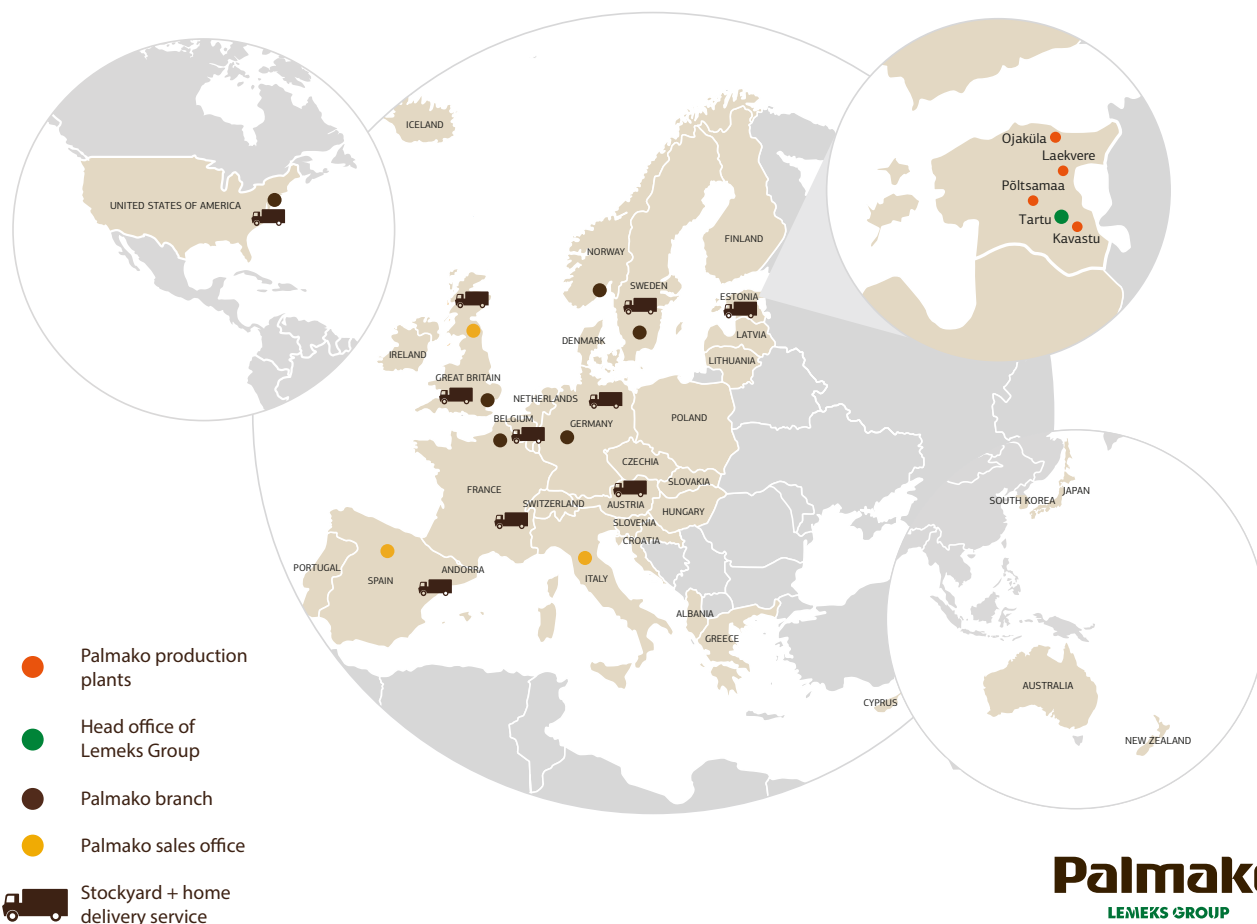 ICELAND
UNITED STATES OF AMERICA
Ojaküla
Laekvere
Põltsamaa
Tartu
Kavastu
NORWAY
FINLAND
SWEDEN
ESTONIA
LATVIA
LITHUANIA
DENMARK
IRELAND
GREAT BRITAIN
NETHERLANDS
BELGIUM
GERMANY
POLAND
CZECHIA
SLOVAKIA
FRANCE
SWITZERLAND
AUSTRIA
HUNGARY
SLOVENIA
CROATIA
PORTUGAL
SPAIN
ANDORRA
ITALY
ALBANIA
GREECE
CYPRUS
SOUTH KOREA
JAPAN
AUSTRALIA
NEW ZEALAND
Palmako production
plants
Head office of
Lemeks Group
Palmako branch
Palmako sales office
Stockyard + home
delivery service
Palmako
LEMEKS GROUP